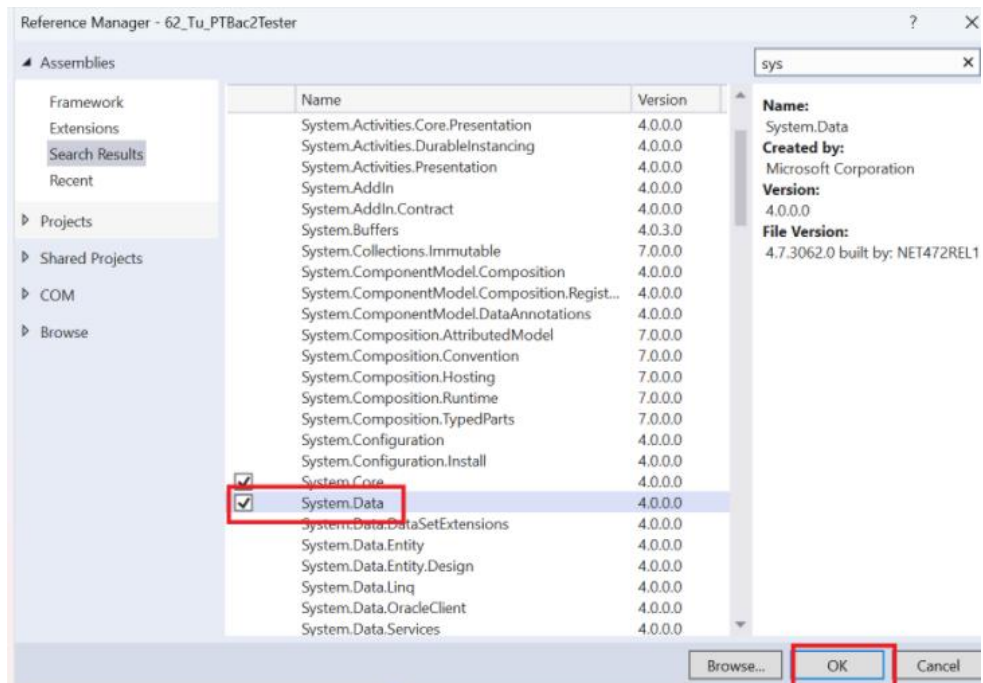 Reference Manager - 62_Tu_PTBac2Tester ? ×
Assemblies
sys ×
Framework
Extensions
Search Results
Recent
Projects
Shared Projects
COM
Browse
Name Version
System.Activities.Core.Presentation 4.0.0.0
System.Activities.DurableInstancing 4.0.0.0
System.Activities.Presentation 4.0.0.0
System.AddIn 4.0.0.0
System.AddIn.Contract 4.0.0.0
System.Buffers 4.0.3.0
System.Collections.Immutable 7.0.0.0
System.ComponentModel.Composition 4.0.0.0
System.ComponentModel.Composition.Regist... 4.0.0.0
System.ComponentModel.DataAnnotations 4.0.0.0
System.Composition.AttributedModel 7.0.0.0
System.Composition.Convention 7.0.0.0
System.Composition.Hosting 7.0.0.0
System.Composition.Runtime 7.0.0.0
System.Composition.TypedParts 7.0.0.0
System.Configuration 4.0.0.0
System.Configuration.Install 4.0.0.0
System.Core 4.0.0.0
System.Data 4.0.0.0
System.Data.DataSetExtensions 4.0.0.0
System.Data.Entity 4.0.0.0
System.Data.Entity.Design 4.0.0.0
System.Data.Linq 4.0.0.0
System.Data.OracleClient 4.0.0.0
System.Data.Services 4.0.0.0
Name:
System.Data
Created by:
Microsoft Corporation
Version:
4.0.0.0
File Version:
4.7.3062.0 built by: NET472REL1
Browse... OK Cancel